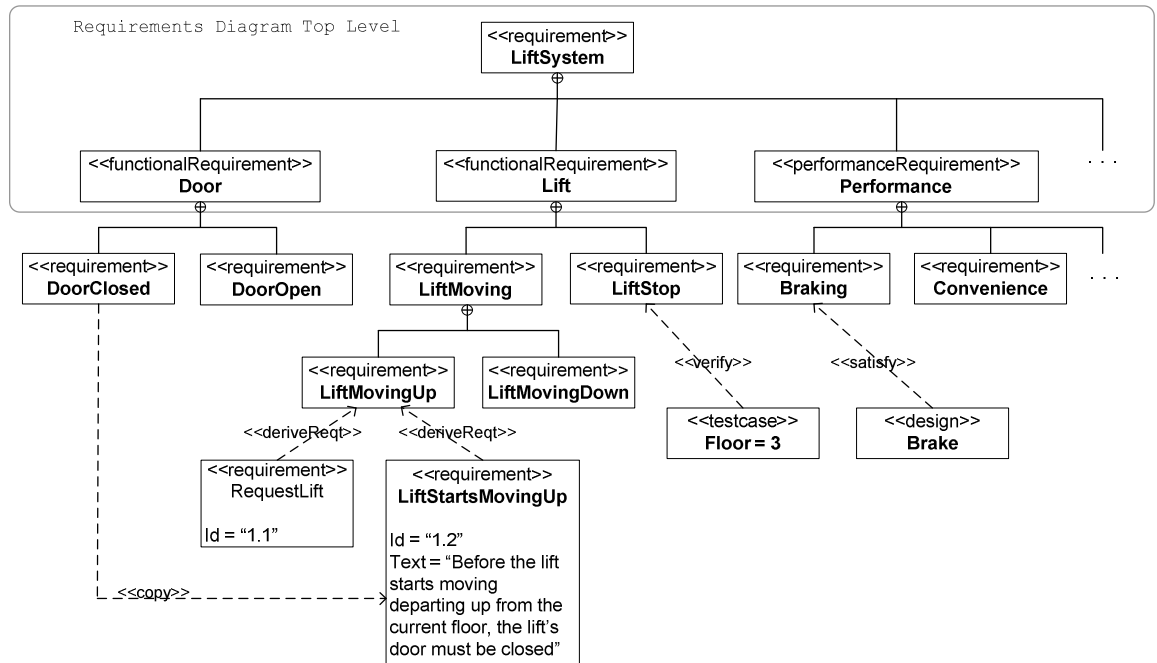 Requirements Diagram Top Level
<<requirement>>
LiftSystem
<<functionalRequirement>>
Door
<<functionalRequirement>>
Lift
<<performanceRequirement>>
Performance
. . .
<<requirement>>
DoorClosed
<<requirement>>
DoorOpen
<<requirement>>
LiftMoving
<<requirement>>
LiftStop
<<requirement>>
Braking
<<requirement>>
Convenience
. . .
<<requirement>>
LiftMovingUp
<<requirement>>
LiftMovingDown
<<verify>>
<<satisfy>>
<<testcase>>
Floor = 3
<<design>>
Brake
<<deriveReqt>>
<<deriveReqt>>
<<requirement>>
RequestLift
Id = “1.1”
<<requirement>>
LiftStartsMovingUp
Id = “1.2”
Text = “Before the lift
starts moving
departing up from the
current floor, the lift’s
door must be closed”
<<copy>>